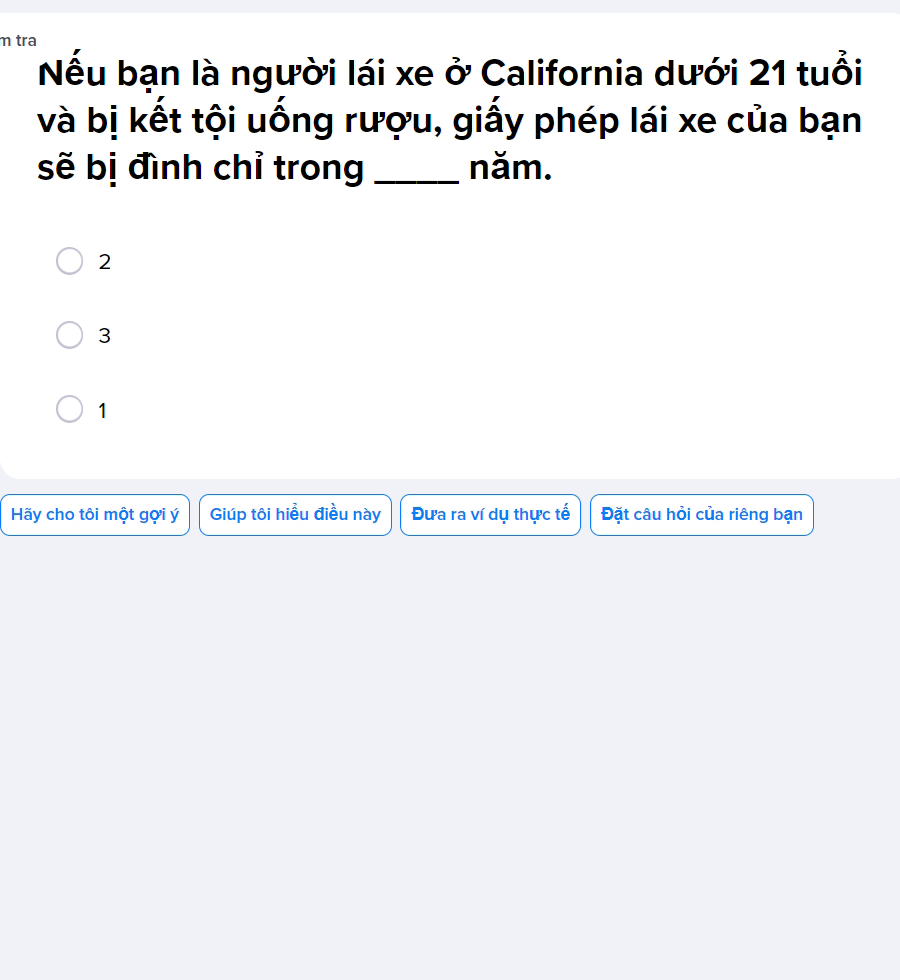 m tra
Nếu bạn là người lái xe ở California dưới 21 tuổi
và bị kết tội uống rượu, giấy phép lái xe của bạn
sẽ bị đình chỉ trong ____ năm.
2
3
1
Hãy cho tôi một gợi ý Giúp tôi hiểu điều này Đưa ra ví dụ thực tế Đặt câu hỏi của riêng bạn